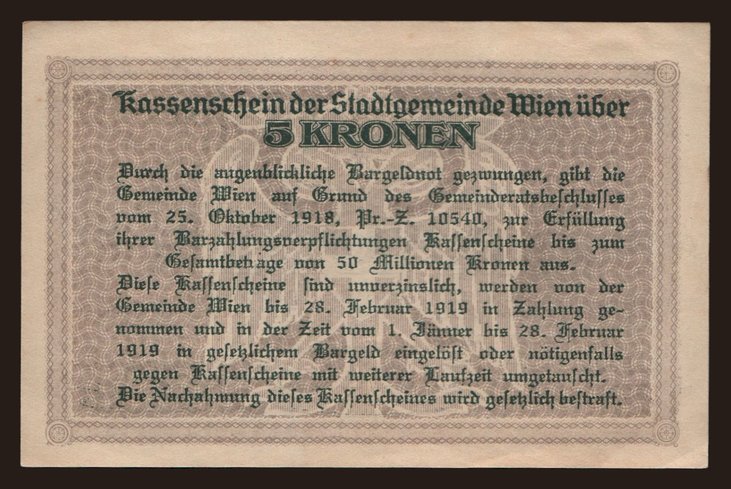 Kassenschein der Stadtgemeinde Wien über
5 KRONEN
Durch die augenblickliche Bargeldnot gezwungen, gibt die
Gemeinde Wien auf Grund des Gemeinderatsbeschlusses
vom 25. Oktober 1918, Pr.-Z. 10540, zur Erfüllung
ihrer Barzahlungsverpflichtungen Kassenscheine bis zum
Gesamtbetrage von 50 Millionen Kronen aus.
Diese Kassenscheine sind unverzinslich, werden von der
Gemeinde Wien bis 28. Februar 1919 in Zahlung ge-
nommen und in der Zeit vom 1. Jänner bis 28. Februar
1919 in gesetzlichem Bargeld eingelöst oder nötigenfalls
gegen Kassenscheine mit weiterer Laufzeit umgetauscht.
Die Nachahmung dieses Kassenscheines wird gesetzlich bestraft.